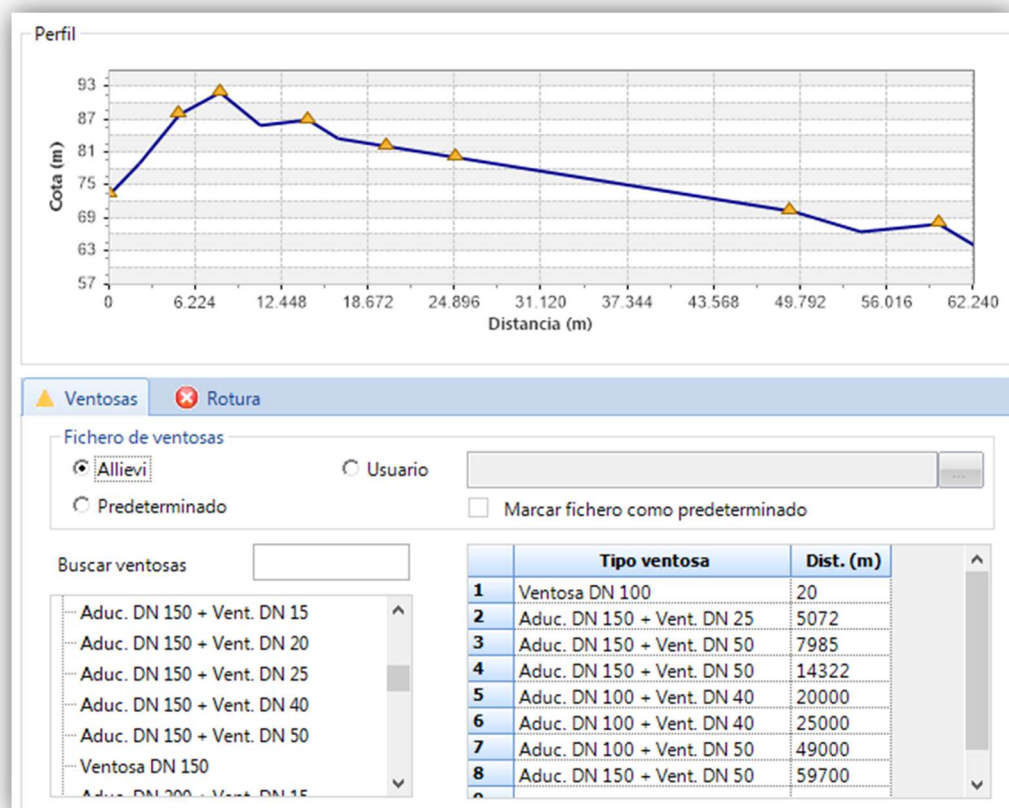 Perfil
93
87
81
75
69
63
57
Cota (m)
0 6.224 12.448 18.672 24.896 31.120 37.344 43.568 49.792 56.016 62.240
Distancia (m)
Ventosas Rotura
Fichero de ventosas
Allievi Usuario ...
Predeterminado Marcar fichero como predeterminado
Buscar ventosas
Aduc. DN 150 + Vent. DN 15
Aduc. DN 150 + Vent. DN 20
Aduc. DN 150 + Vent. DN 25
Aduc. DN 150 + Vent. DN 40
Aduc. DN 150 + Vent. DN 50
Ventosa DN 150
Aduc. DN 200 + Vent. DN 15
Tipo ventosa Dist. (m)
1 Ventosa DN 100 20
2 Aduc. DN 150 + Vent. DN 25 5072
3 Aduc. DN 150 + Vent. DN 50 7985
4 Aduc. DN 150 + Vent. DN 50 14322
5 Aduc. DN 100 + Vent. DN 40 20000
6 Aduc. DN 100 + Vent. DN 40 25000
7 Aduc. DN 100 + Vent. DN 50 49000
8 Aduc. DN 150 + Vent. DN 50 59700
9